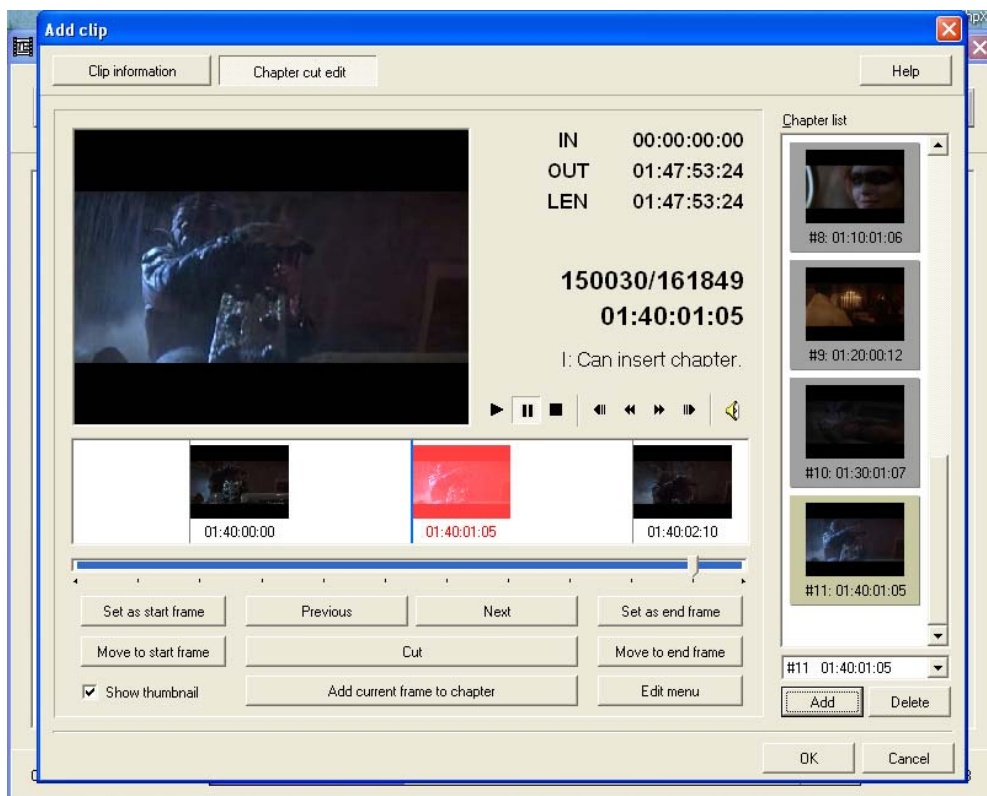 Add clip
Clip information
Chapter cut edit
Help
IN 00:00:00:00
OUT 01:47:53:24
LEN 01:47:53:24
150030/161849
01:40:01:05
I: Can insert chapter.
01:40:00:00
01:40:01:05
01:40:02:10
Set as start frame
Previous
Next
Set as end frame
Move to start frame
Cut
Move to end frame
Show thumbnail
Add current frame to chapter
Edit menu
Chapter list
#8: 01:10:01:06
#9: 01:20:00:12
#10: 01:30:01:07
#11: 01:40:01:05
#11 01:40:01:05
Add
Delete
OK
Cancel